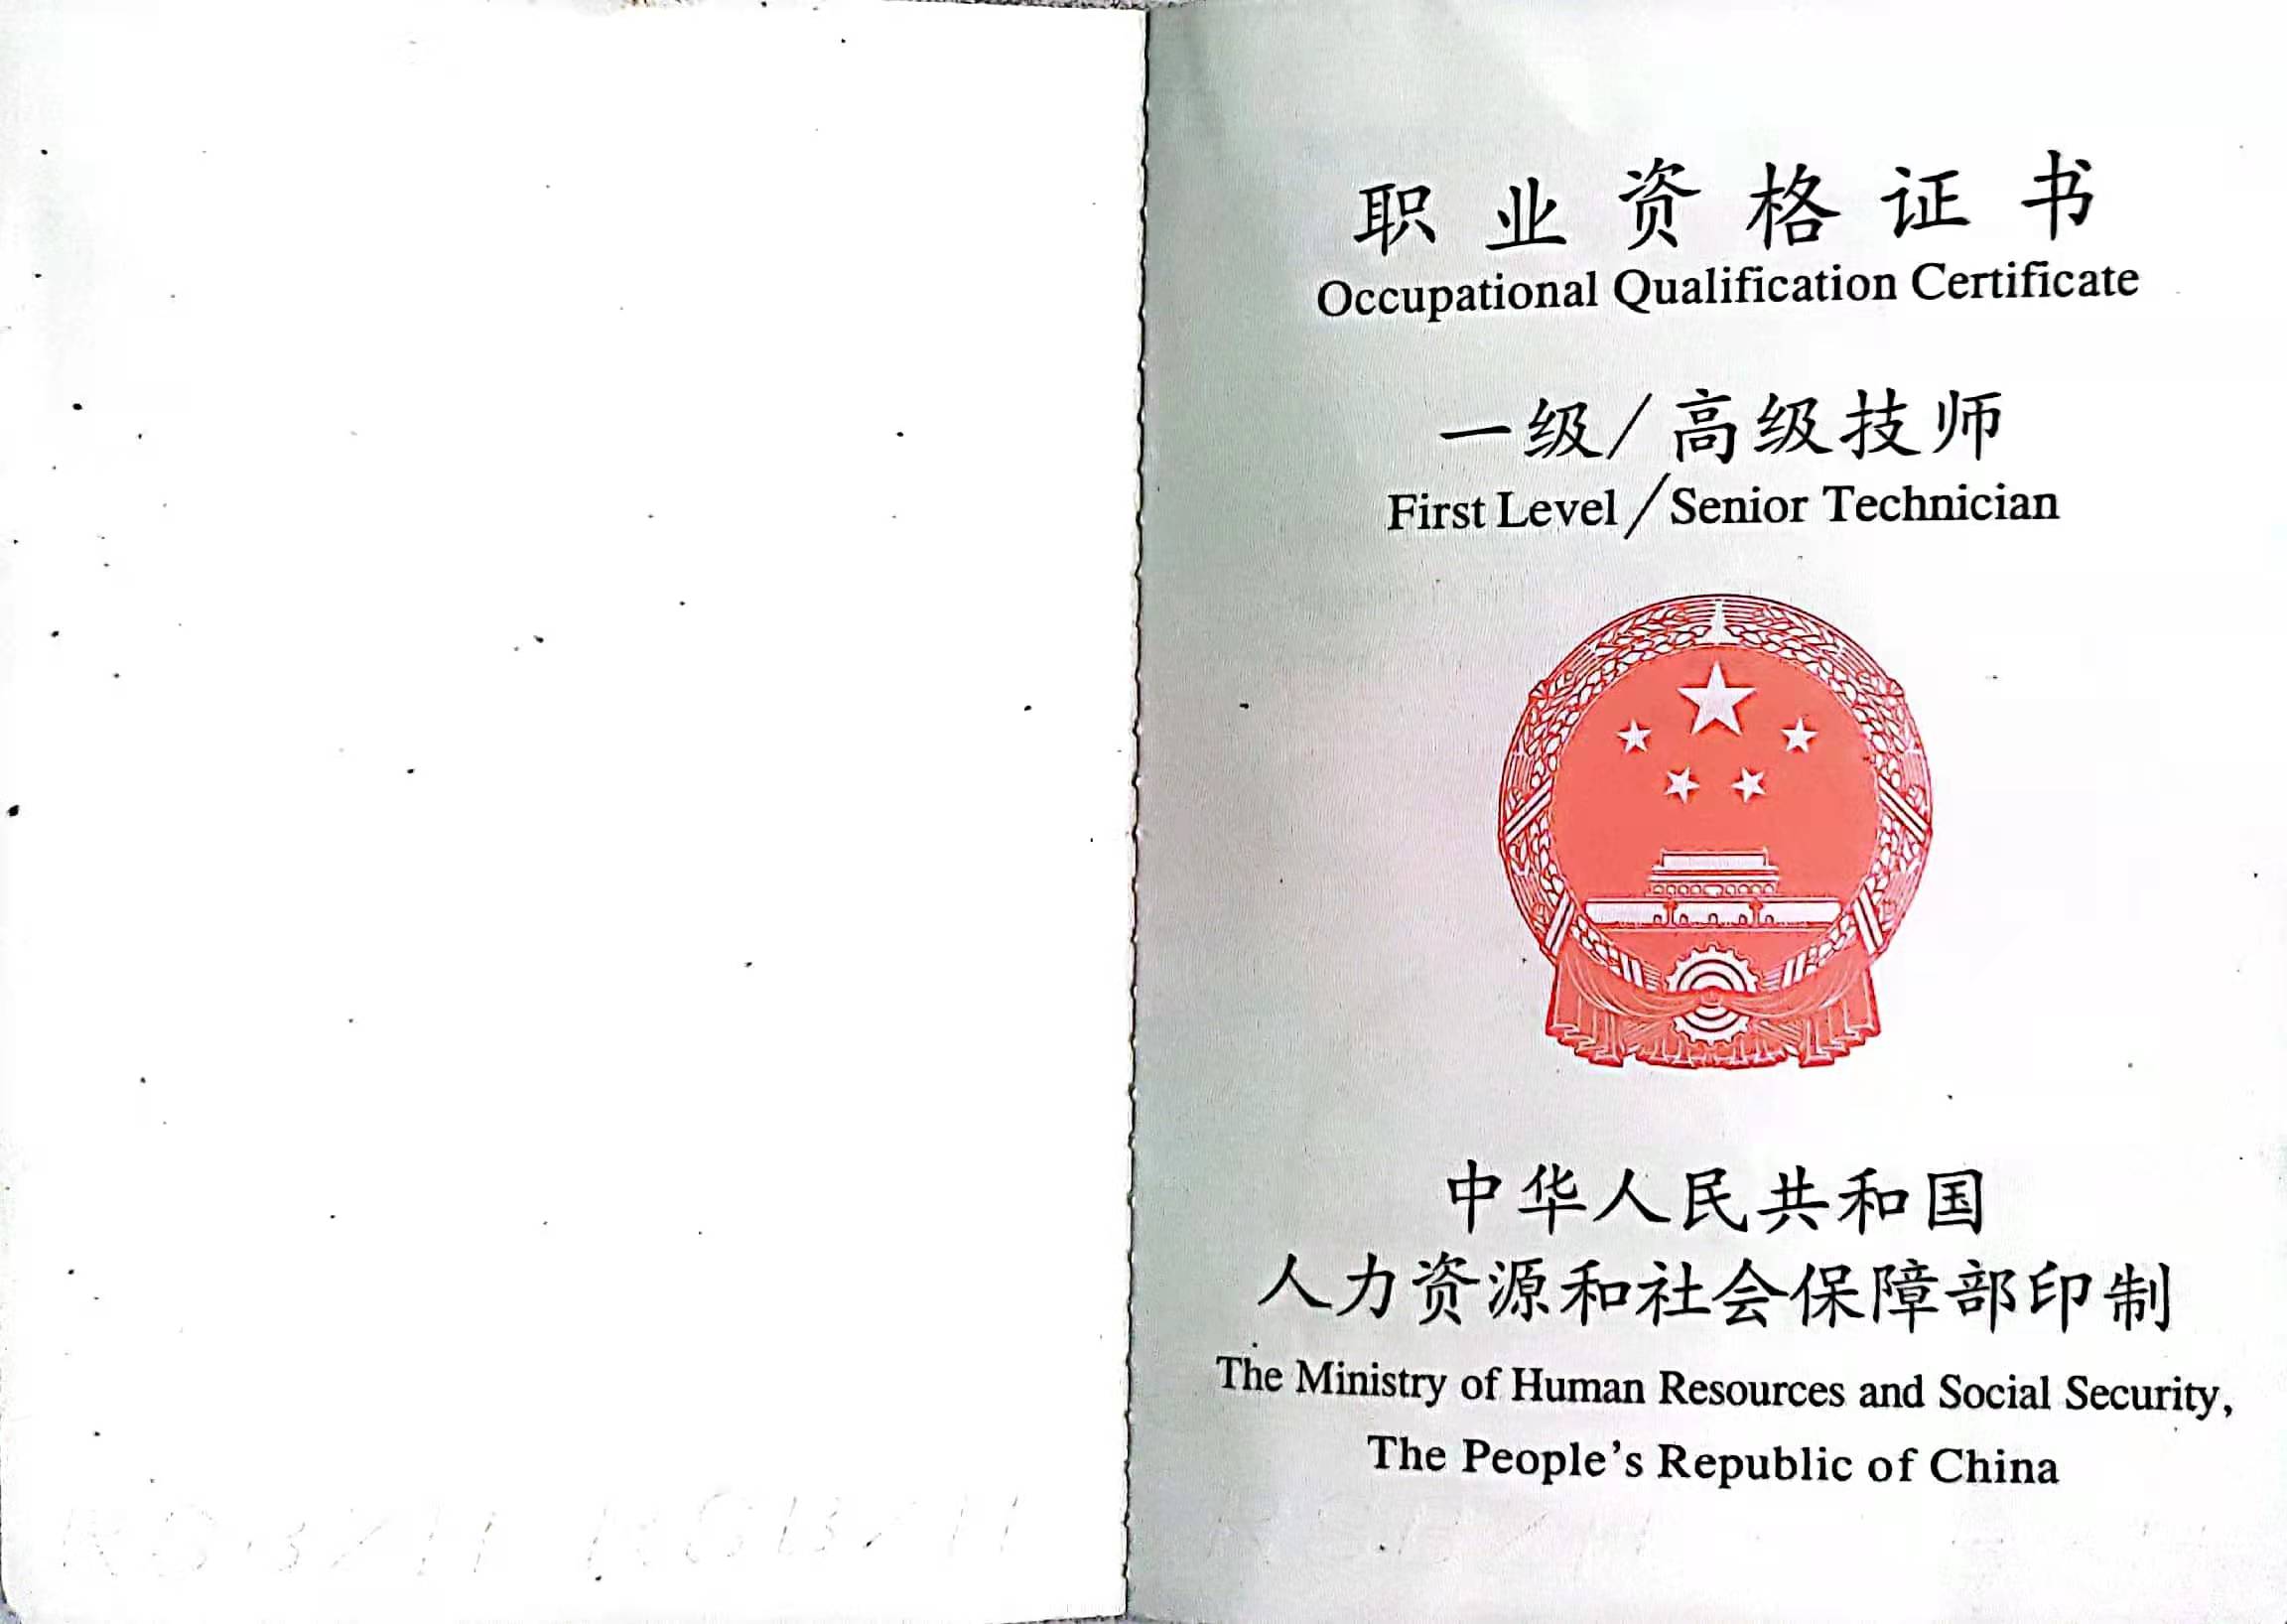 职业资格证书
Occupational Qualification Certificate
一级/高级技师
First Level/Senior Technician
中华人民共和国
人力资源和社会保障部印制
The Ministry of Human Resources and Social Security,
The People's Republic of China